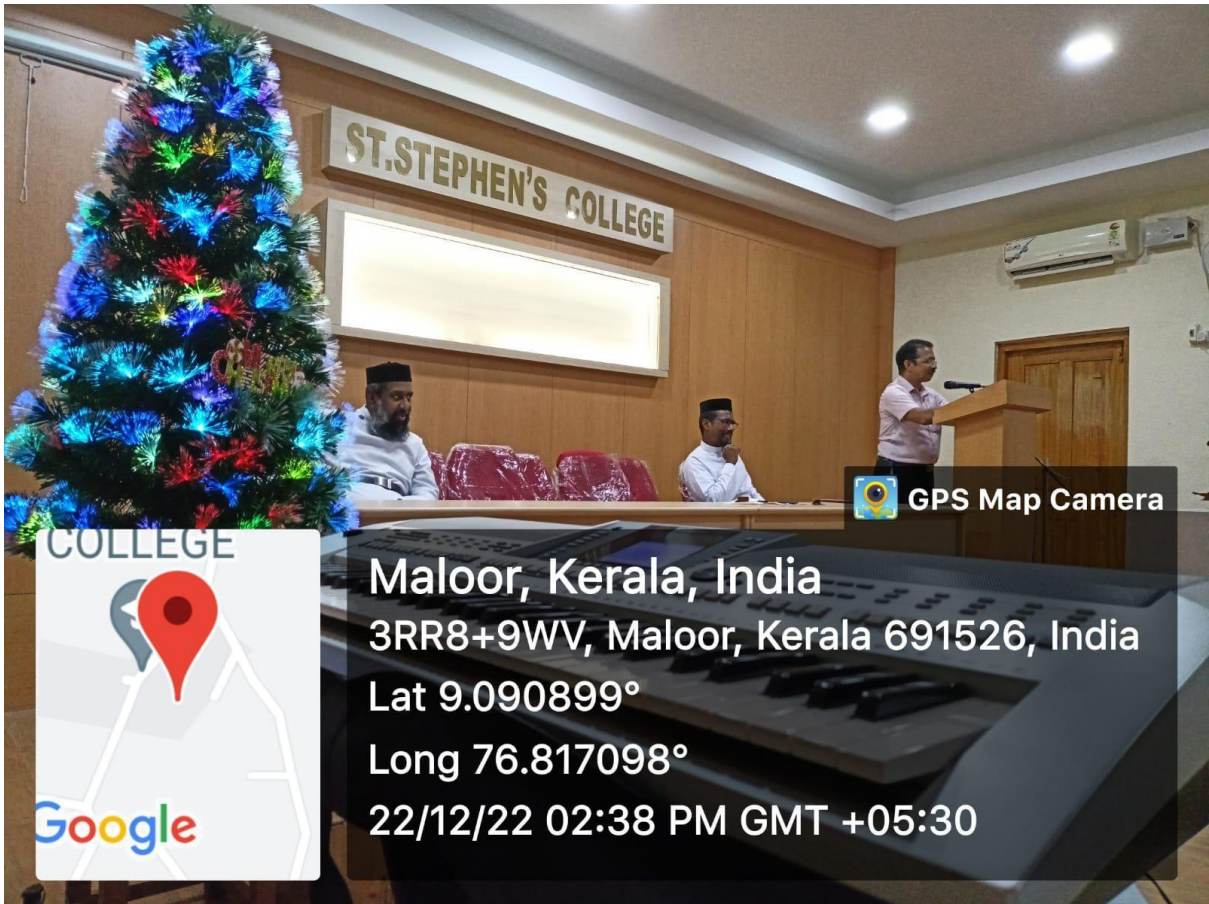 ST.STEPHEN'S COLLEGE
GPS Map Camera
COLLEGE
Google
Maloor, Kerala, India
3RR8+9WV, Maloor, Kerala 691526, India
Lat 9.090899°
Long 76.817098°
22/12/22 02:38 PM GMT +05:30